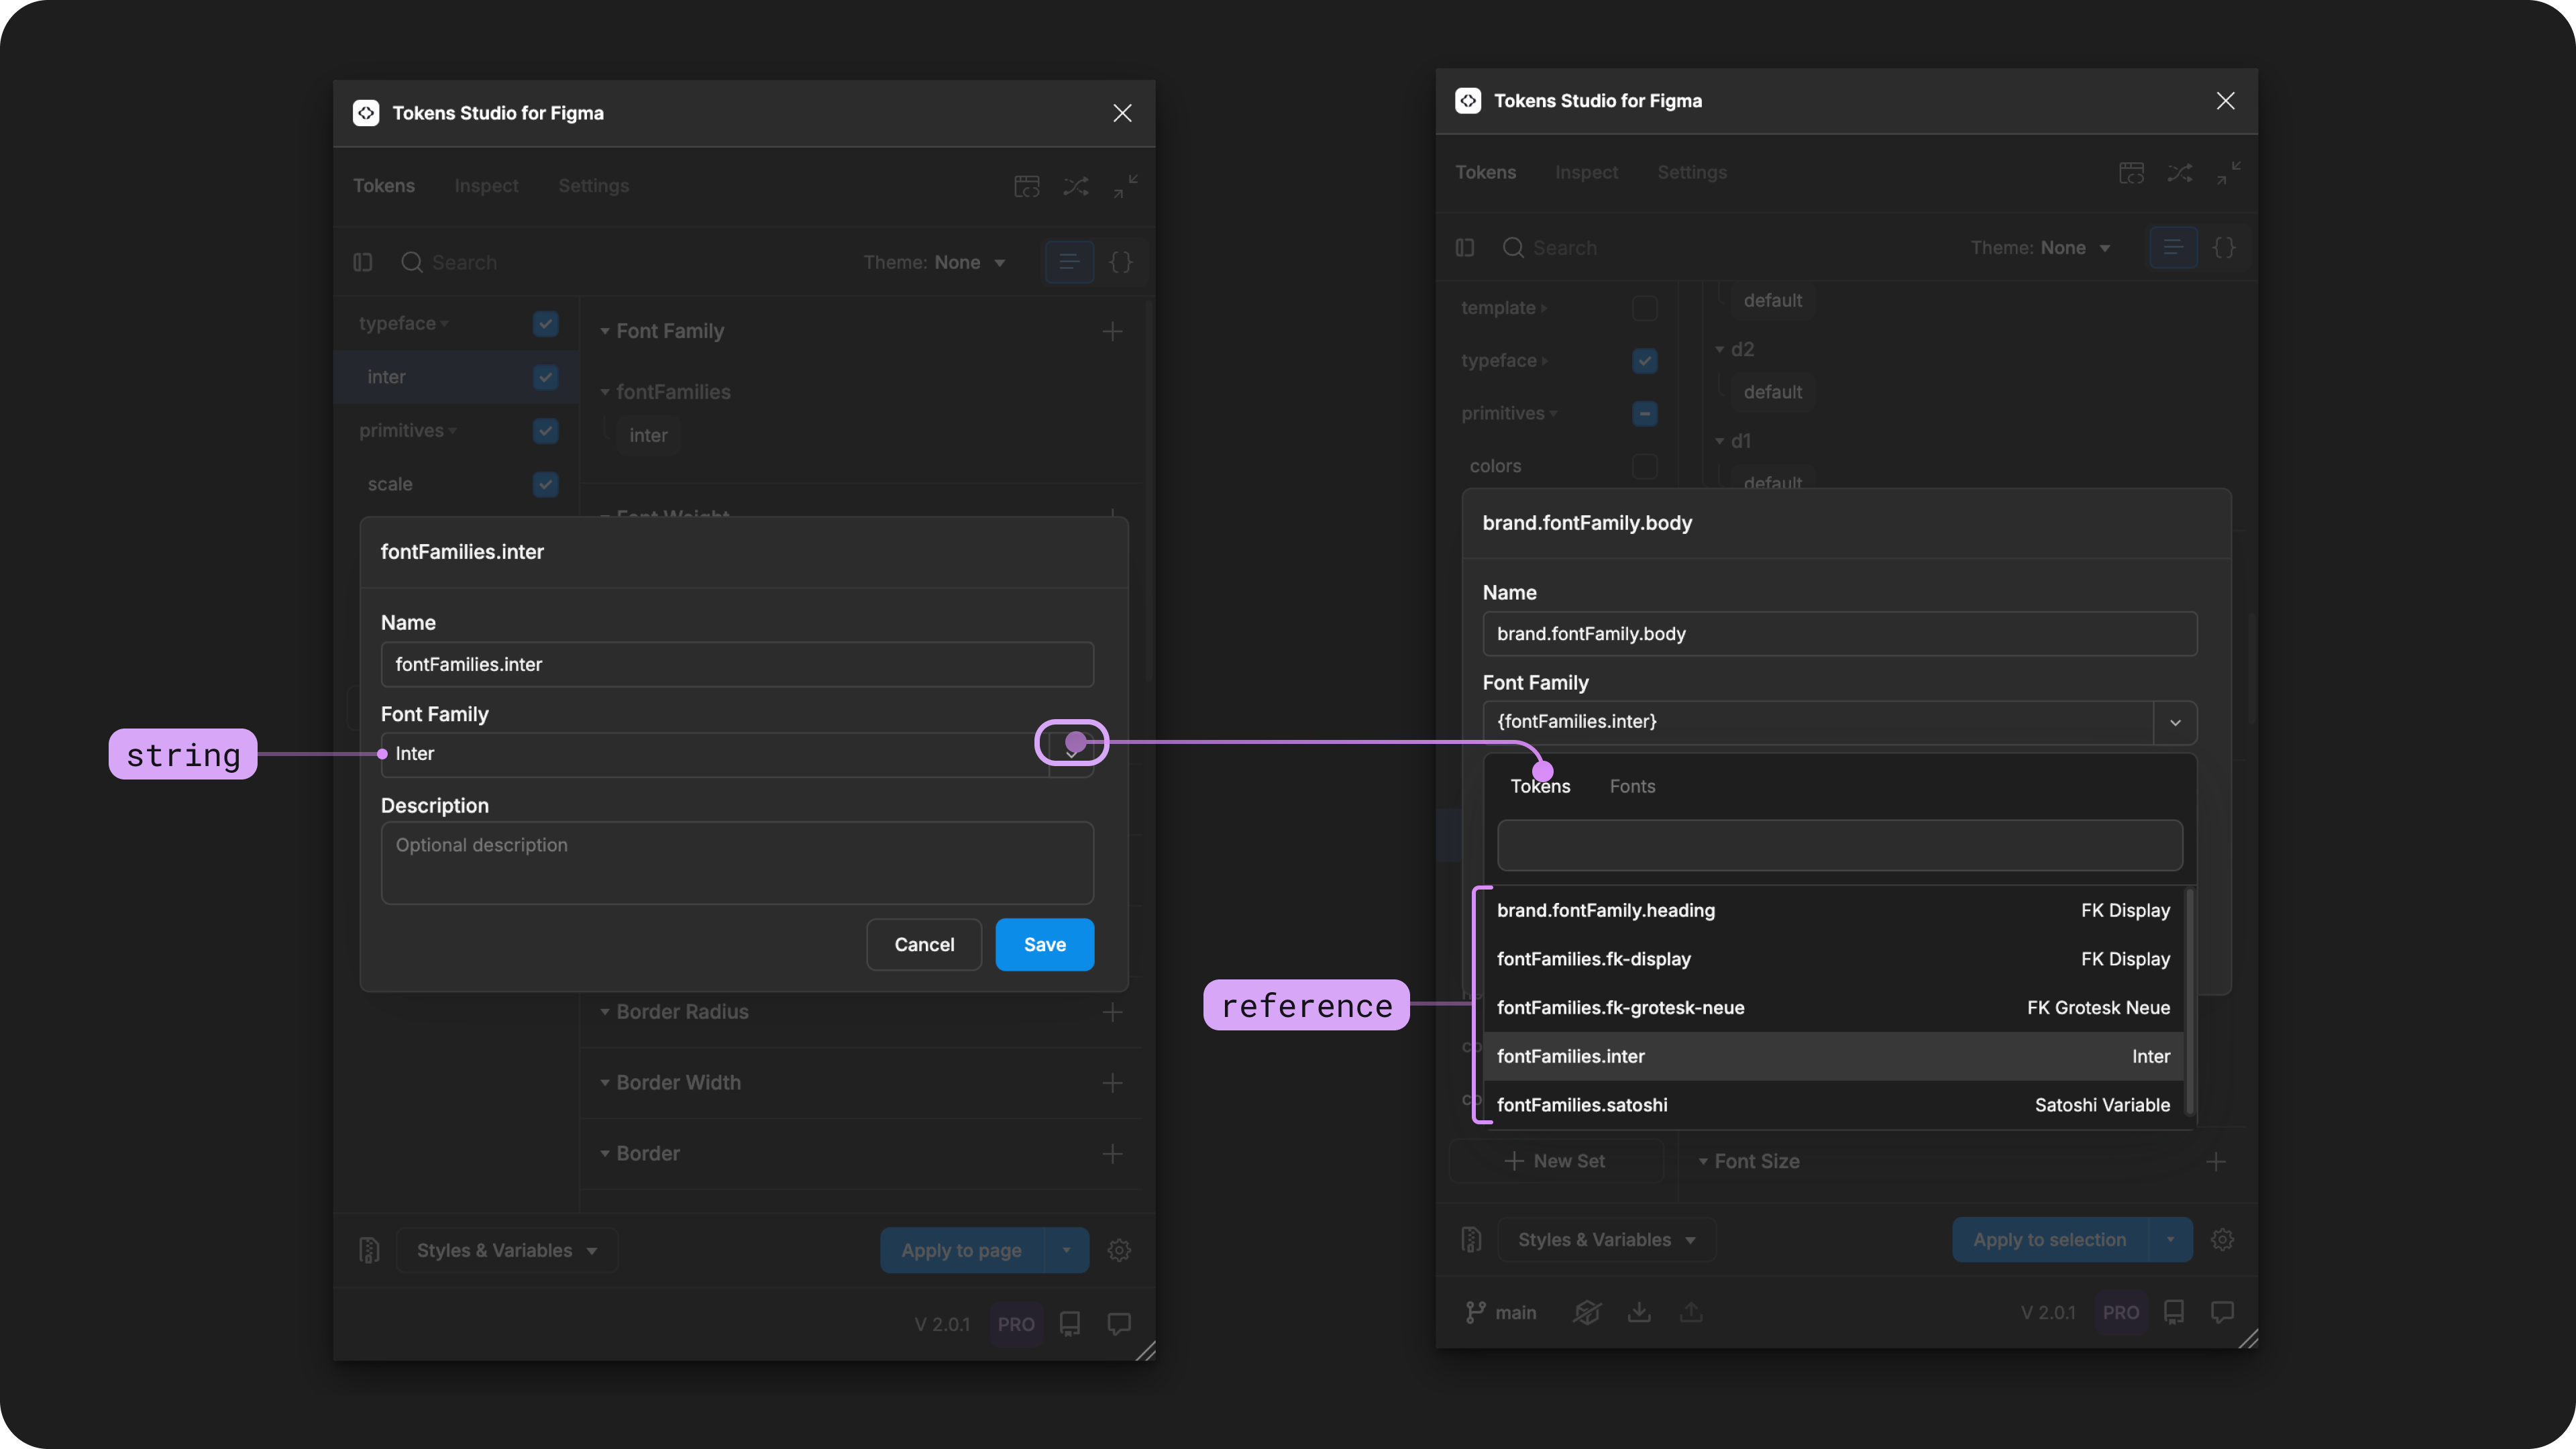 Tokens Studio for Figma
Tokens Inspect Settings
Search Theme: None
typeface
inter
primitives
scale
Font Family
fontFamilies
inter
Font Weight
fontFamilies.inter
Name
fontFamilies.inter
Font Family
string
Inter
Description
Optional description
Cancel Save
Border Radius
Border Width
Border
Styles & Variables Apply to page
V 2.0.1 PRO
Tokens Studio for Figma
Tokens Inspect Settings
Search Theme: None
template
typeface
primitives
colors
default
d2
default
d1
default
brand.fontFamily.body
Name
brand.fontFamily.body
Font Family
{fontFamilies.inter}
Tokens Fonts
brand.fontFamily.heading FK Display
fontFamilies.fk-display FK Display
reference
fontFamilies.fk-grotesk-neue FK Grotesk Neue
fontFamilies.inter Inter
fontFamilies.satoshi Satoshi Variable
New Set
Font Size
Styles & Variables Apply to selection
main V 2.0.1 PRO